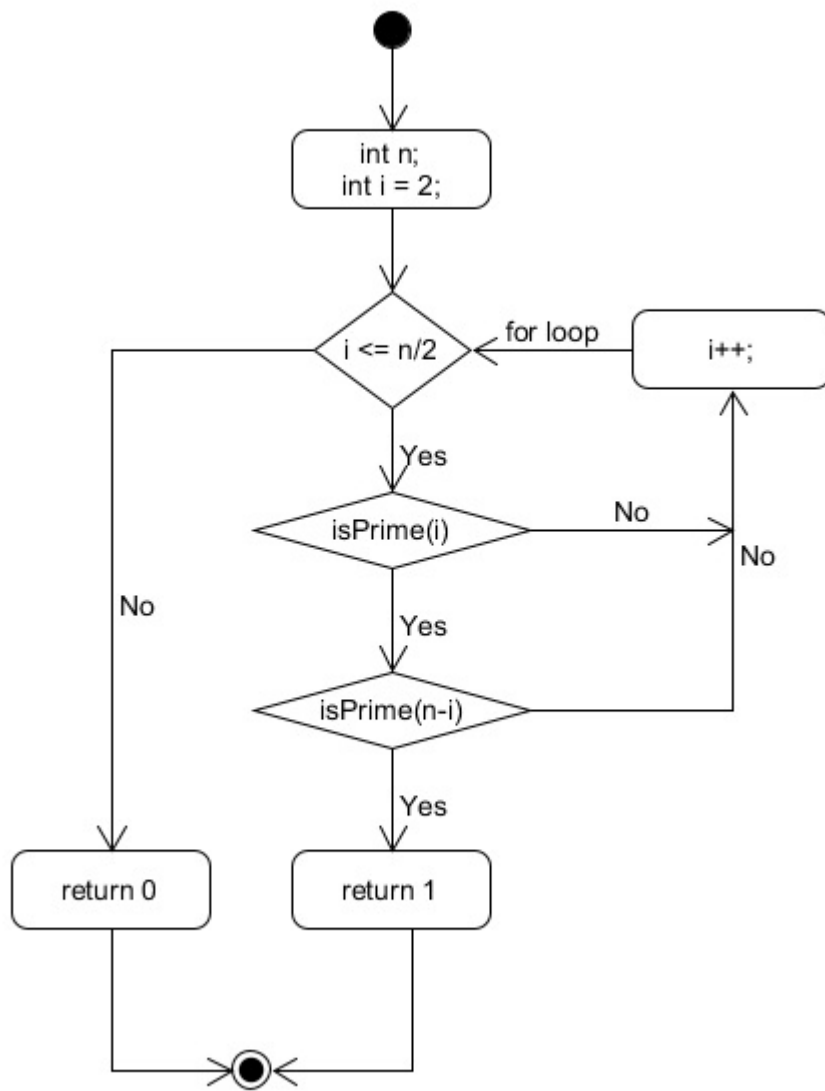 int n;
int i = 2;
i <= n/2
for loop
i++;
Yes
isPrime(i)
No
No
No
Yes
isPrime(n-i)
Yes
return 0
return 1